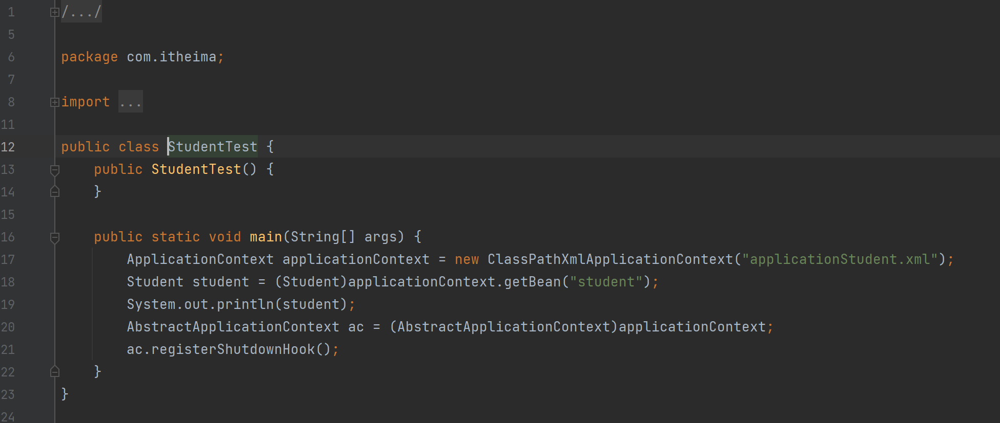 1 /.../
5
6 package com.itheima;
7
8 import ...
11
12 public class StudentTest {
13     public StudentTest() {
14     }
15
16     public static void main(String[] args) {
17         ApplicationContext applicationContext = new ClassPathXmlApplicationContext("applicationStudent.xml");
18         Student student = (Student)applicationContext.getBean("student");
19         System.out.println(student);
20         AbstractApplicationContext ac = (AbstractApplicationContext)applicationContext;
21         ac.registerShutdownHook();
22     }
23 }
24